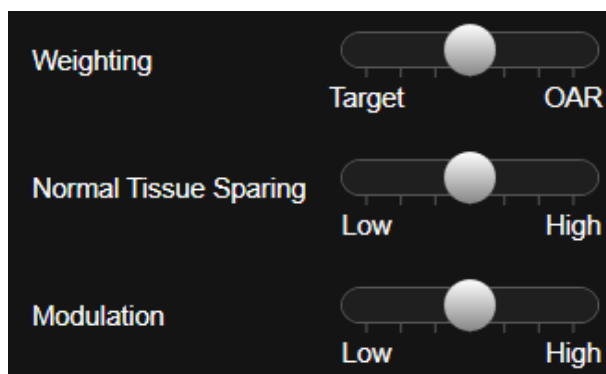 Weighting
Target OAR
Normal Tissue Sparing
Low High
Modulation
Low High